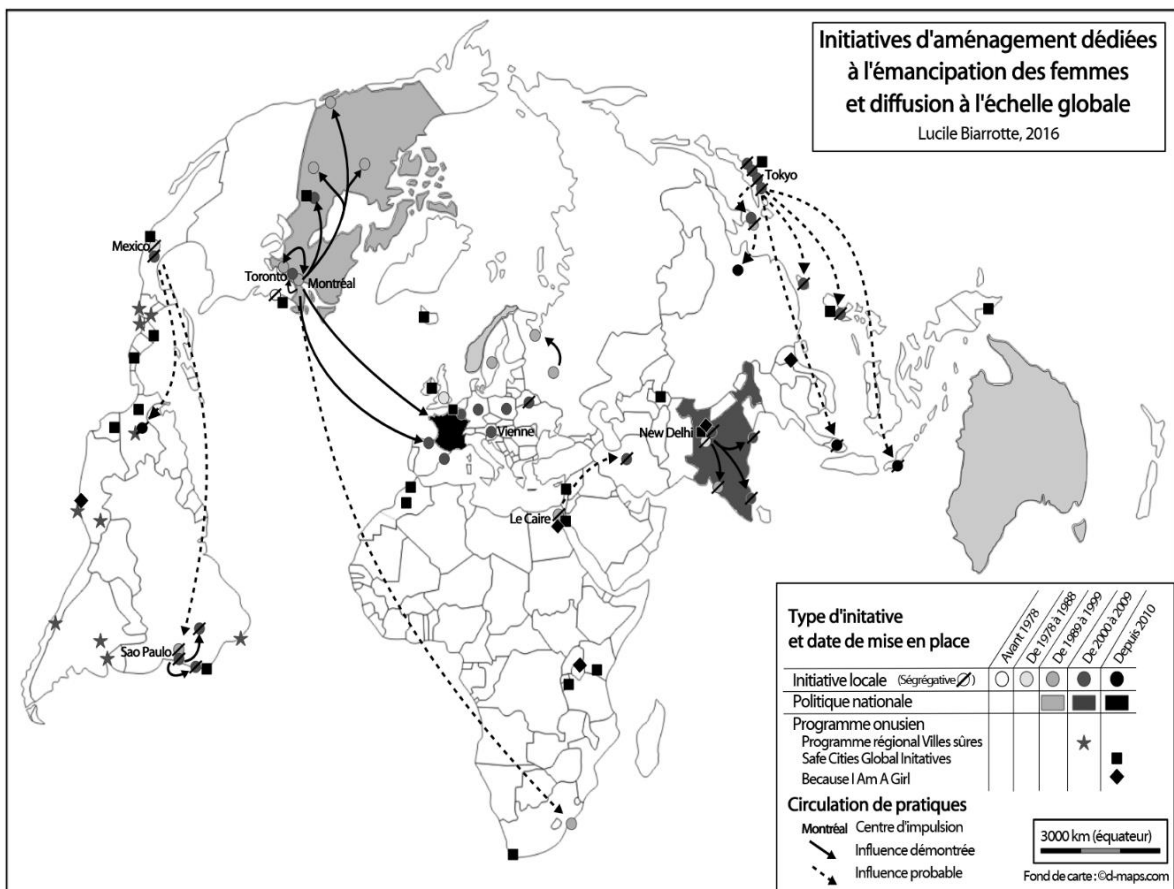 Initiatives d'aménagement dédiées
à l'émancipation des femmes
et diffusion à l'échelle globale
Lucile Biarrotte, 2016
Tokyo
Mexico
Toronto
Montréal
Vienne
New Delhi
Le Caire
Sao Paulo
Type d'initative
et date de mise en place
Avant 1978
De 1978 à 1988
De 1989 à 1999
De 2000 à 2009
Depuis 2010
Initiative locale (Ségrégative )
Politique nationale
Programme onusien
Programme régional Villes sûres
Safe Cities Global Initatives
Because I Am A Girl
Circulation de pratiques
Montréal Centre d'impulsion
Influence démontrée
Influence probable
3000 km (équateur)
Fond de carte : ©d-maps.com